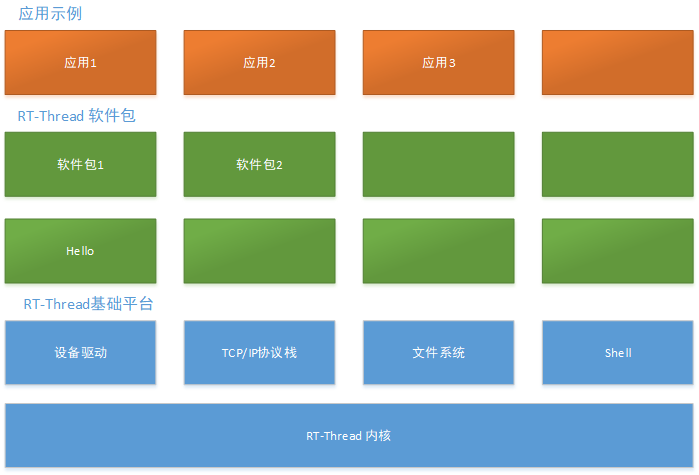 应用示例
应用1
应用2
应用3
RT-Thread 软件包
软件包1
软件包2
Hello
RT-Thread基础平台
设备驱动
TCP/IP协议栈
文件系统
Shell
RT-Thread 内核